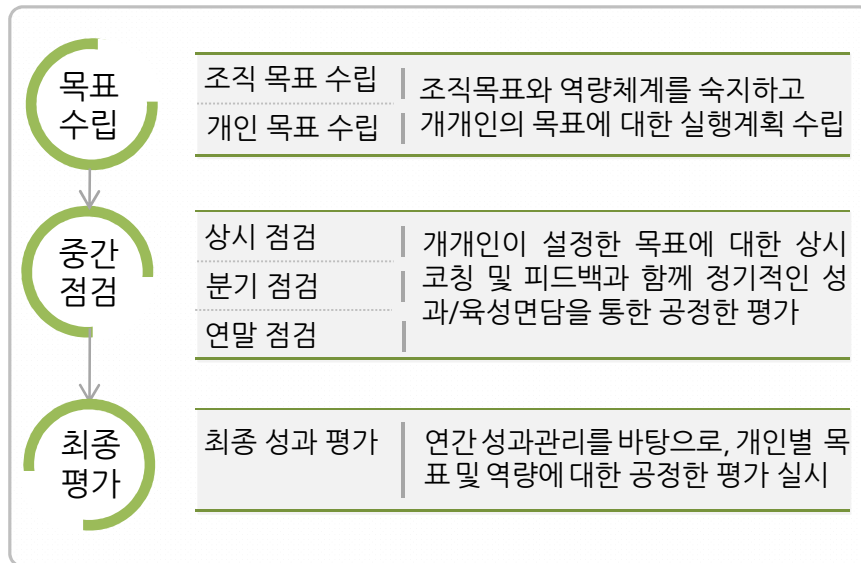 목표
수립
조직 목표 수립
개인 목표 수립
조직목표와 역량체계를 숙지하고
개개인의 목표에 대한 실행계획 수립
중간
점검
상시 점검
분기 점검
연말 점검
개개인이 설정한 목표에 대한 상시
코칭 및 피드백과 함께 정기적인 성
과/육성면담을 통한 공정한 평가
최종
평가
최종 성과 평가
연간 성과관리를 바탕으로, 개인별 목
표 및 역량에 대한 공정한 평가 실시